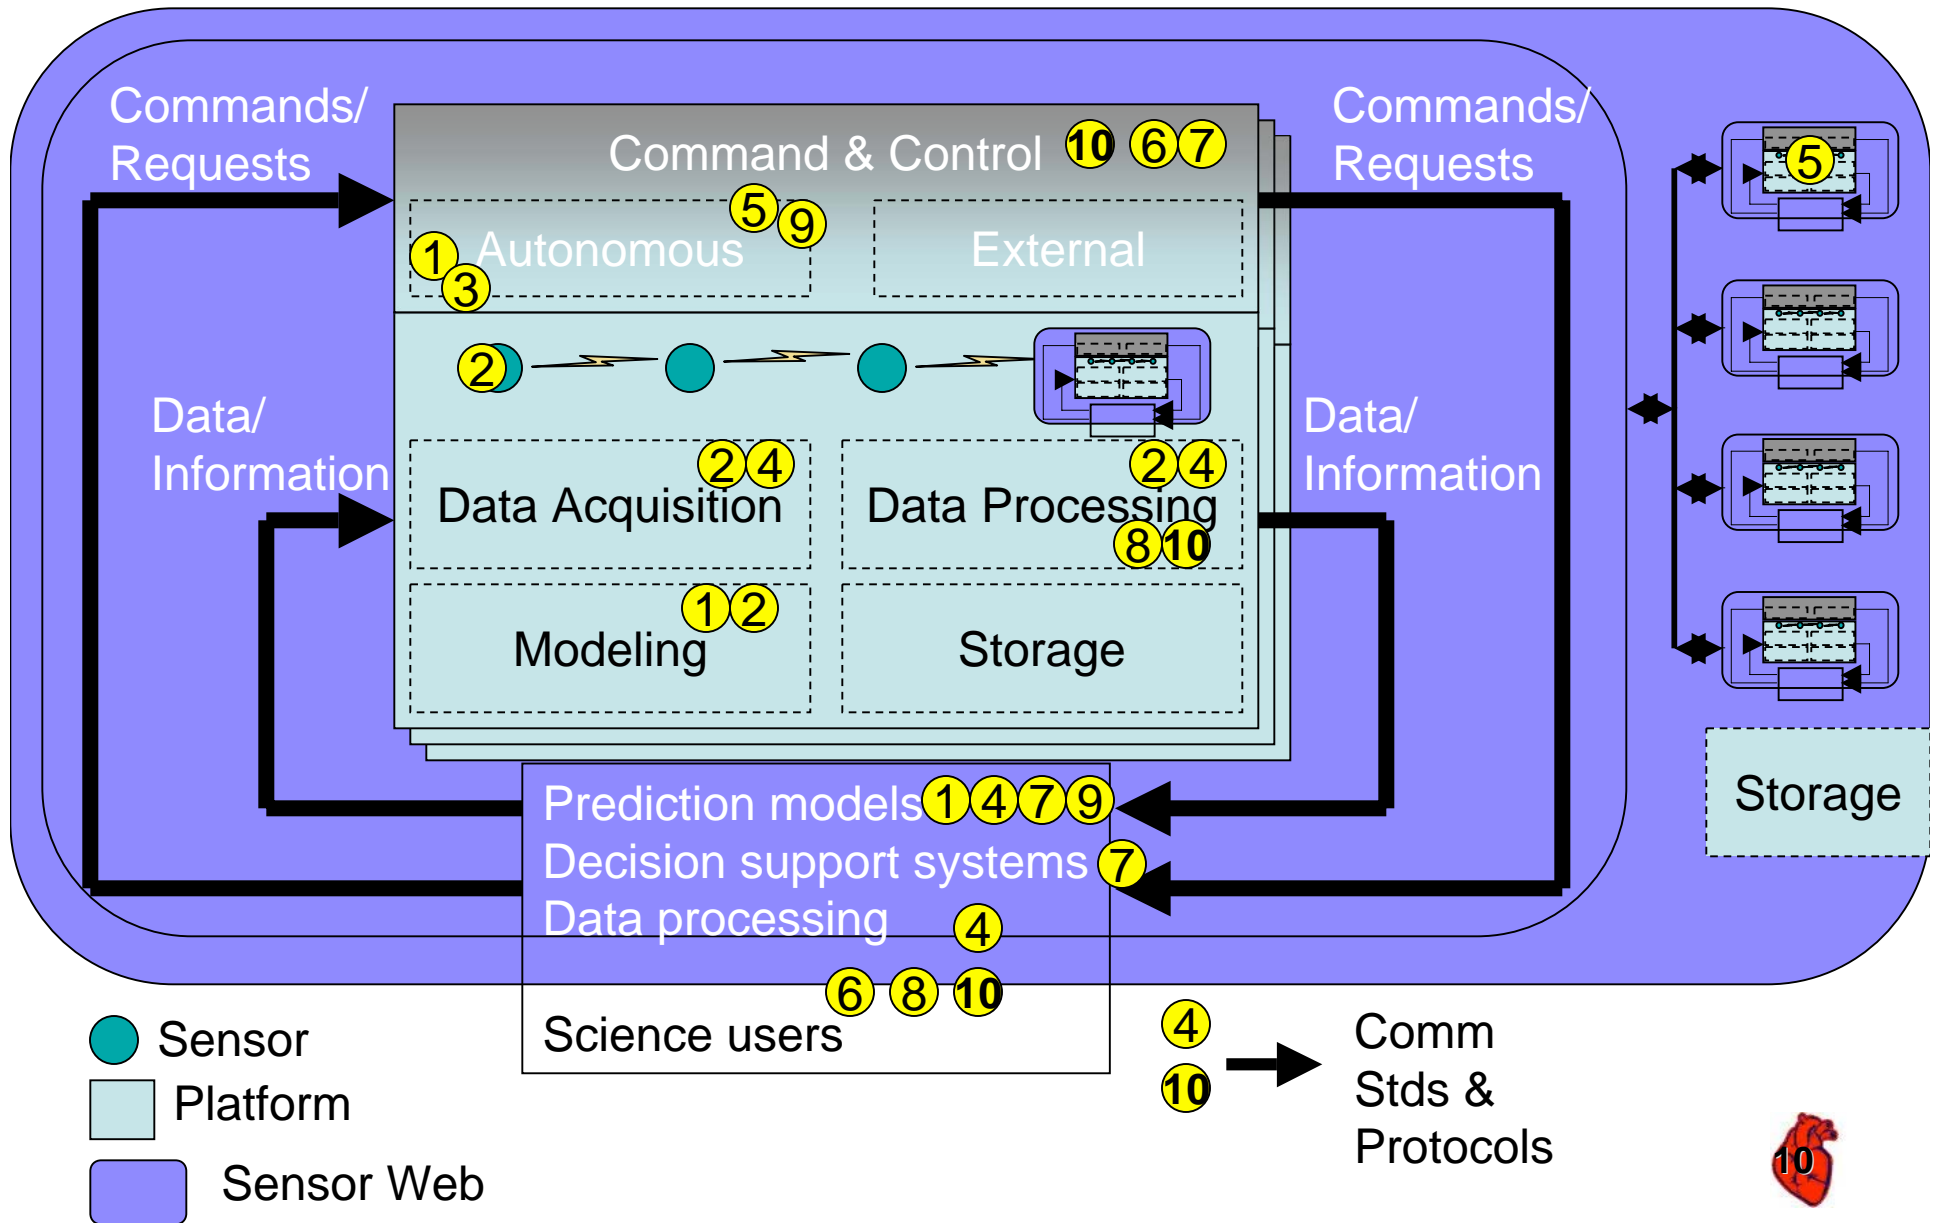 Commands/
Requests
Command & Control 10 6 7
Commands/
Requests
5
5 9
1 Autonomous
3
External
2
Data/
Information
Data/
Information
2 4
Data Acquisition
2 4
Data Processing
8 10
1 2
Modeling
Storage
Prediction models 1 4 7 9
Decision support systems 7
Data processing 4
6 8 10
Science users
Storage
Sensor
Platform
Sensor Web
4
10
Comm
Stds &
Protocols
10